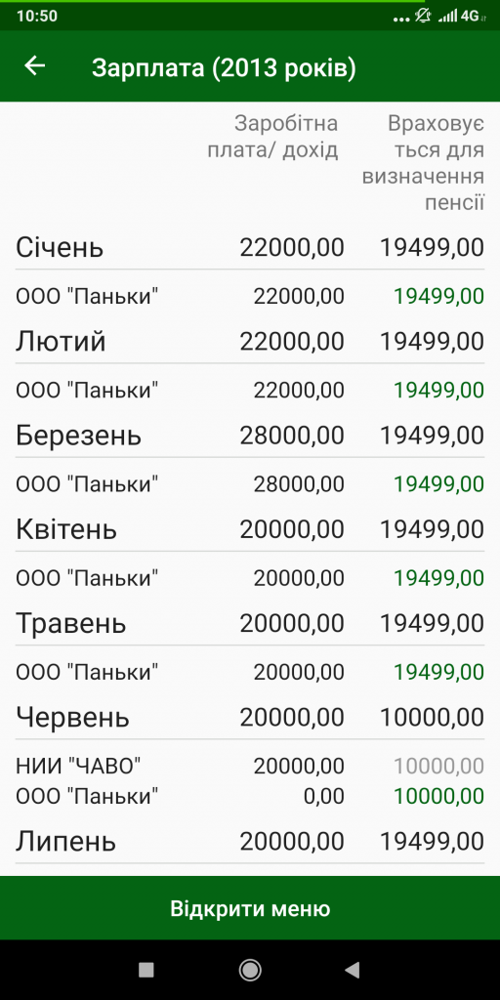 10:50
4G
Зарплата (2013 років)
Заробітна плата/ дохід
Враховує ться для визначення пенсії
Січень 22000,00 19499,00
ООО "Паньки" 22000,00 19499,00
Лютий 22000,00 19499,00
ООО "Паньки" 22000,00 19499,00
Березень 28000,00 19499,00
ООО "Паньки" 28000,00 19499,00
Квітень 20000,00 19499,00
ООО "Паньки" 20000,00 19499,00
Травень 20000,00 19499,00
ООО "Паньки" 20000,00 19499,00
Червень 20000,00 10000,00
НИИ "ЧАВО" 20000,00 10000,00
ООО "Паньки" 0,00 10000,00
Липень 20000,00 19499,00
Відкрити меню